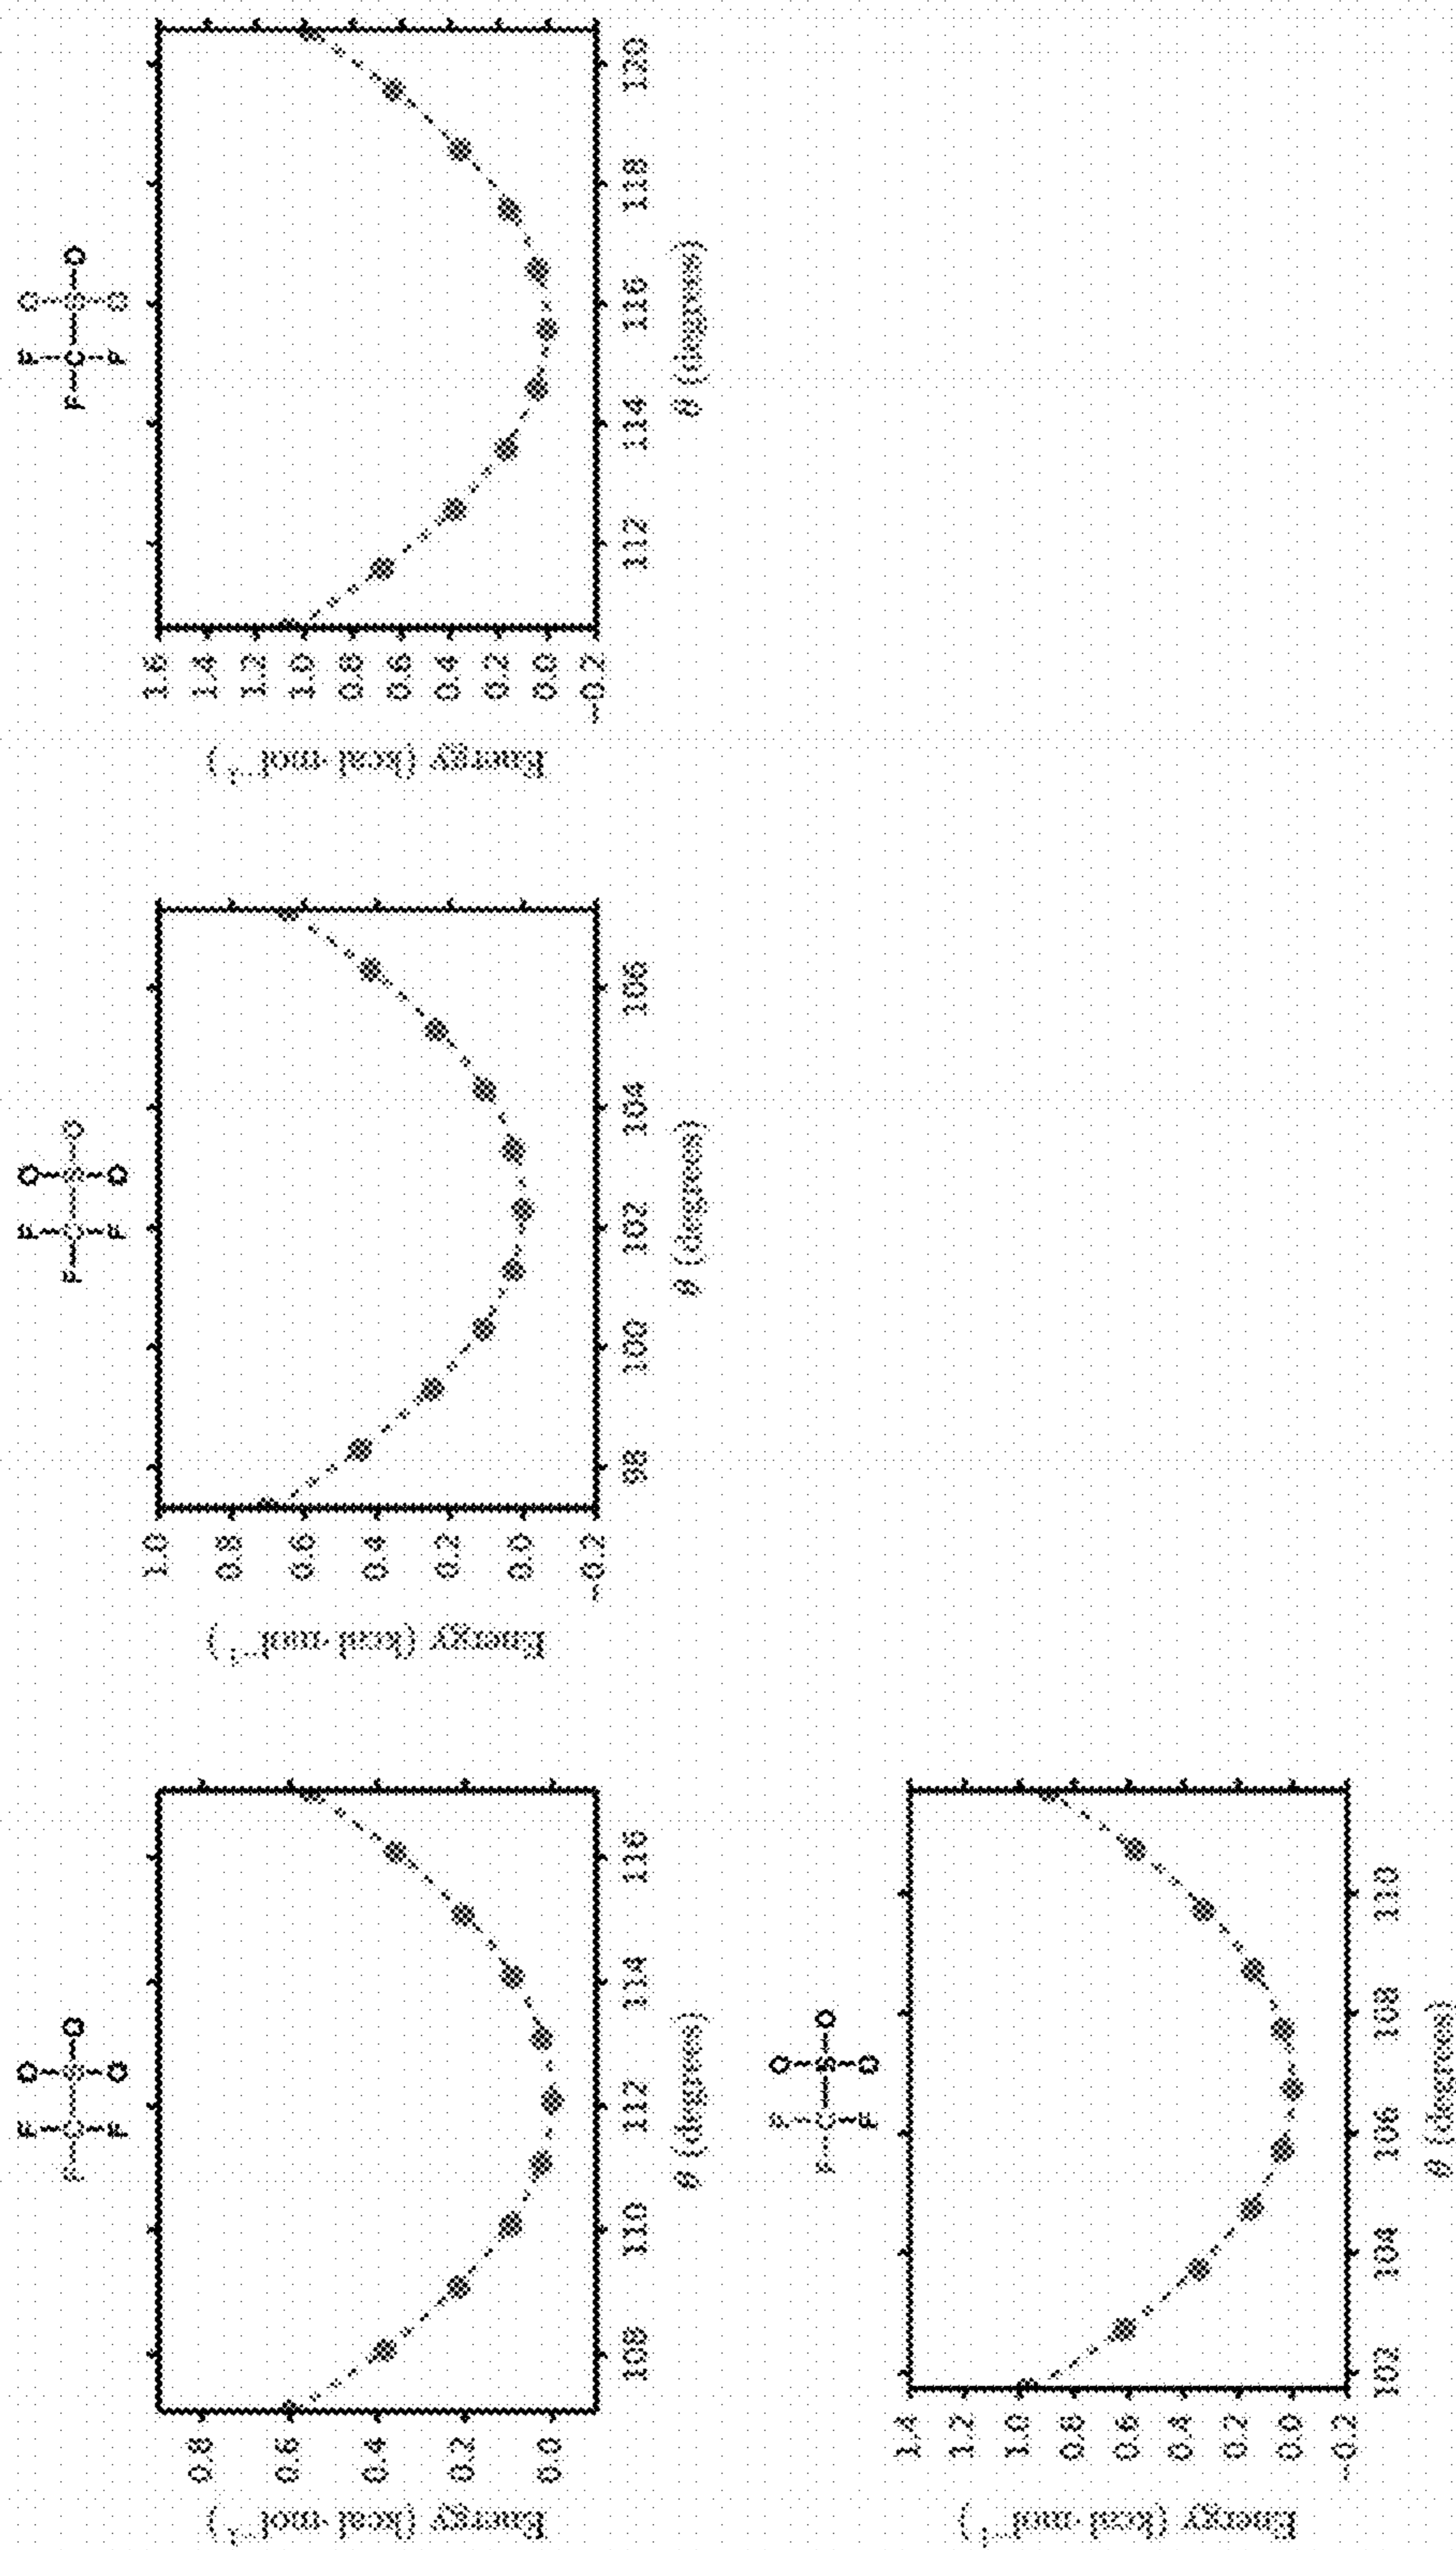 F O
F C S O
F O
Energy (kcal·mol⁻¹)
0.8
0.6
0.4
0.2
0.0
108 110 112 114 116
θ (degrees)
F O
F C S O
F O
Energy (kcal·mol⁻¹)
1.0
0.8
0.6
0.4
0.2
0.0
−0.2
98 100 102 104 106
θ (degrees)
F O
F C S O
F O
Energy (kcal·mol⁻¹)
1.6
1.4
1.2
1.0
0.8
0.6
0.4
0.2
0.0
−0.2
112 114 116 118 120
θ (degrees)
F O
F C S O
F O
Energy (kcal·mol⁻¹)
1.4
1.2
1.0
0.8
0.6
0.4
0.2
0.0
−0.2
102 104 106 108 110
θ (degrees)